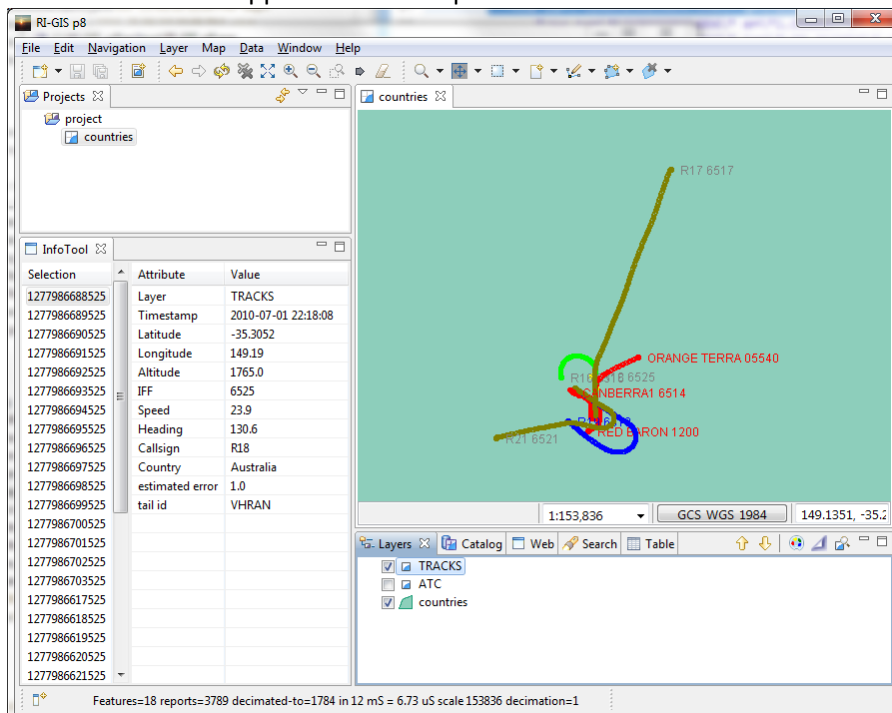 RI-GIS p8
File Edit Navigation Layer Map Data Window Help
Projects
project
countries
InfoTool
Selection Attribute Value
1277986688525 Layer TRACKS
1277986689525 Timestamp 2010-07-01 22:18:08
1277986690525 Latitude -35.3052
1277986691525 Longitude 149.19
1277986692525 Altitude 1765.0
1277986693525 IFF 6525
1277986694525 Speed 23.9
1277986695525 Heading 130.6
1277986696525 Callsign R18
1277986697525 Country Australia
1277986698525 estimated error 1.0
1277986699525 tail id VHRAN
1277986700525
1277986701525
1277986702525
1277986703525
1277986617525
1277986618525
1277986619525
1277986620525
1277986621525
countries
R17 6517
ORANGE TERRA 05540
R18 6525
CANBERRA1 6514
RED BARON 1200
R21 6521
1:153,836 GCS WGS 1984 149.1351, -35.2
Layers Catalog Web Search Table
TRACKS
ATC
countries
Features=18 reports=3789 decimated-to=1784 in 12 mS = 6.73 uS scale 153836 decimation=1